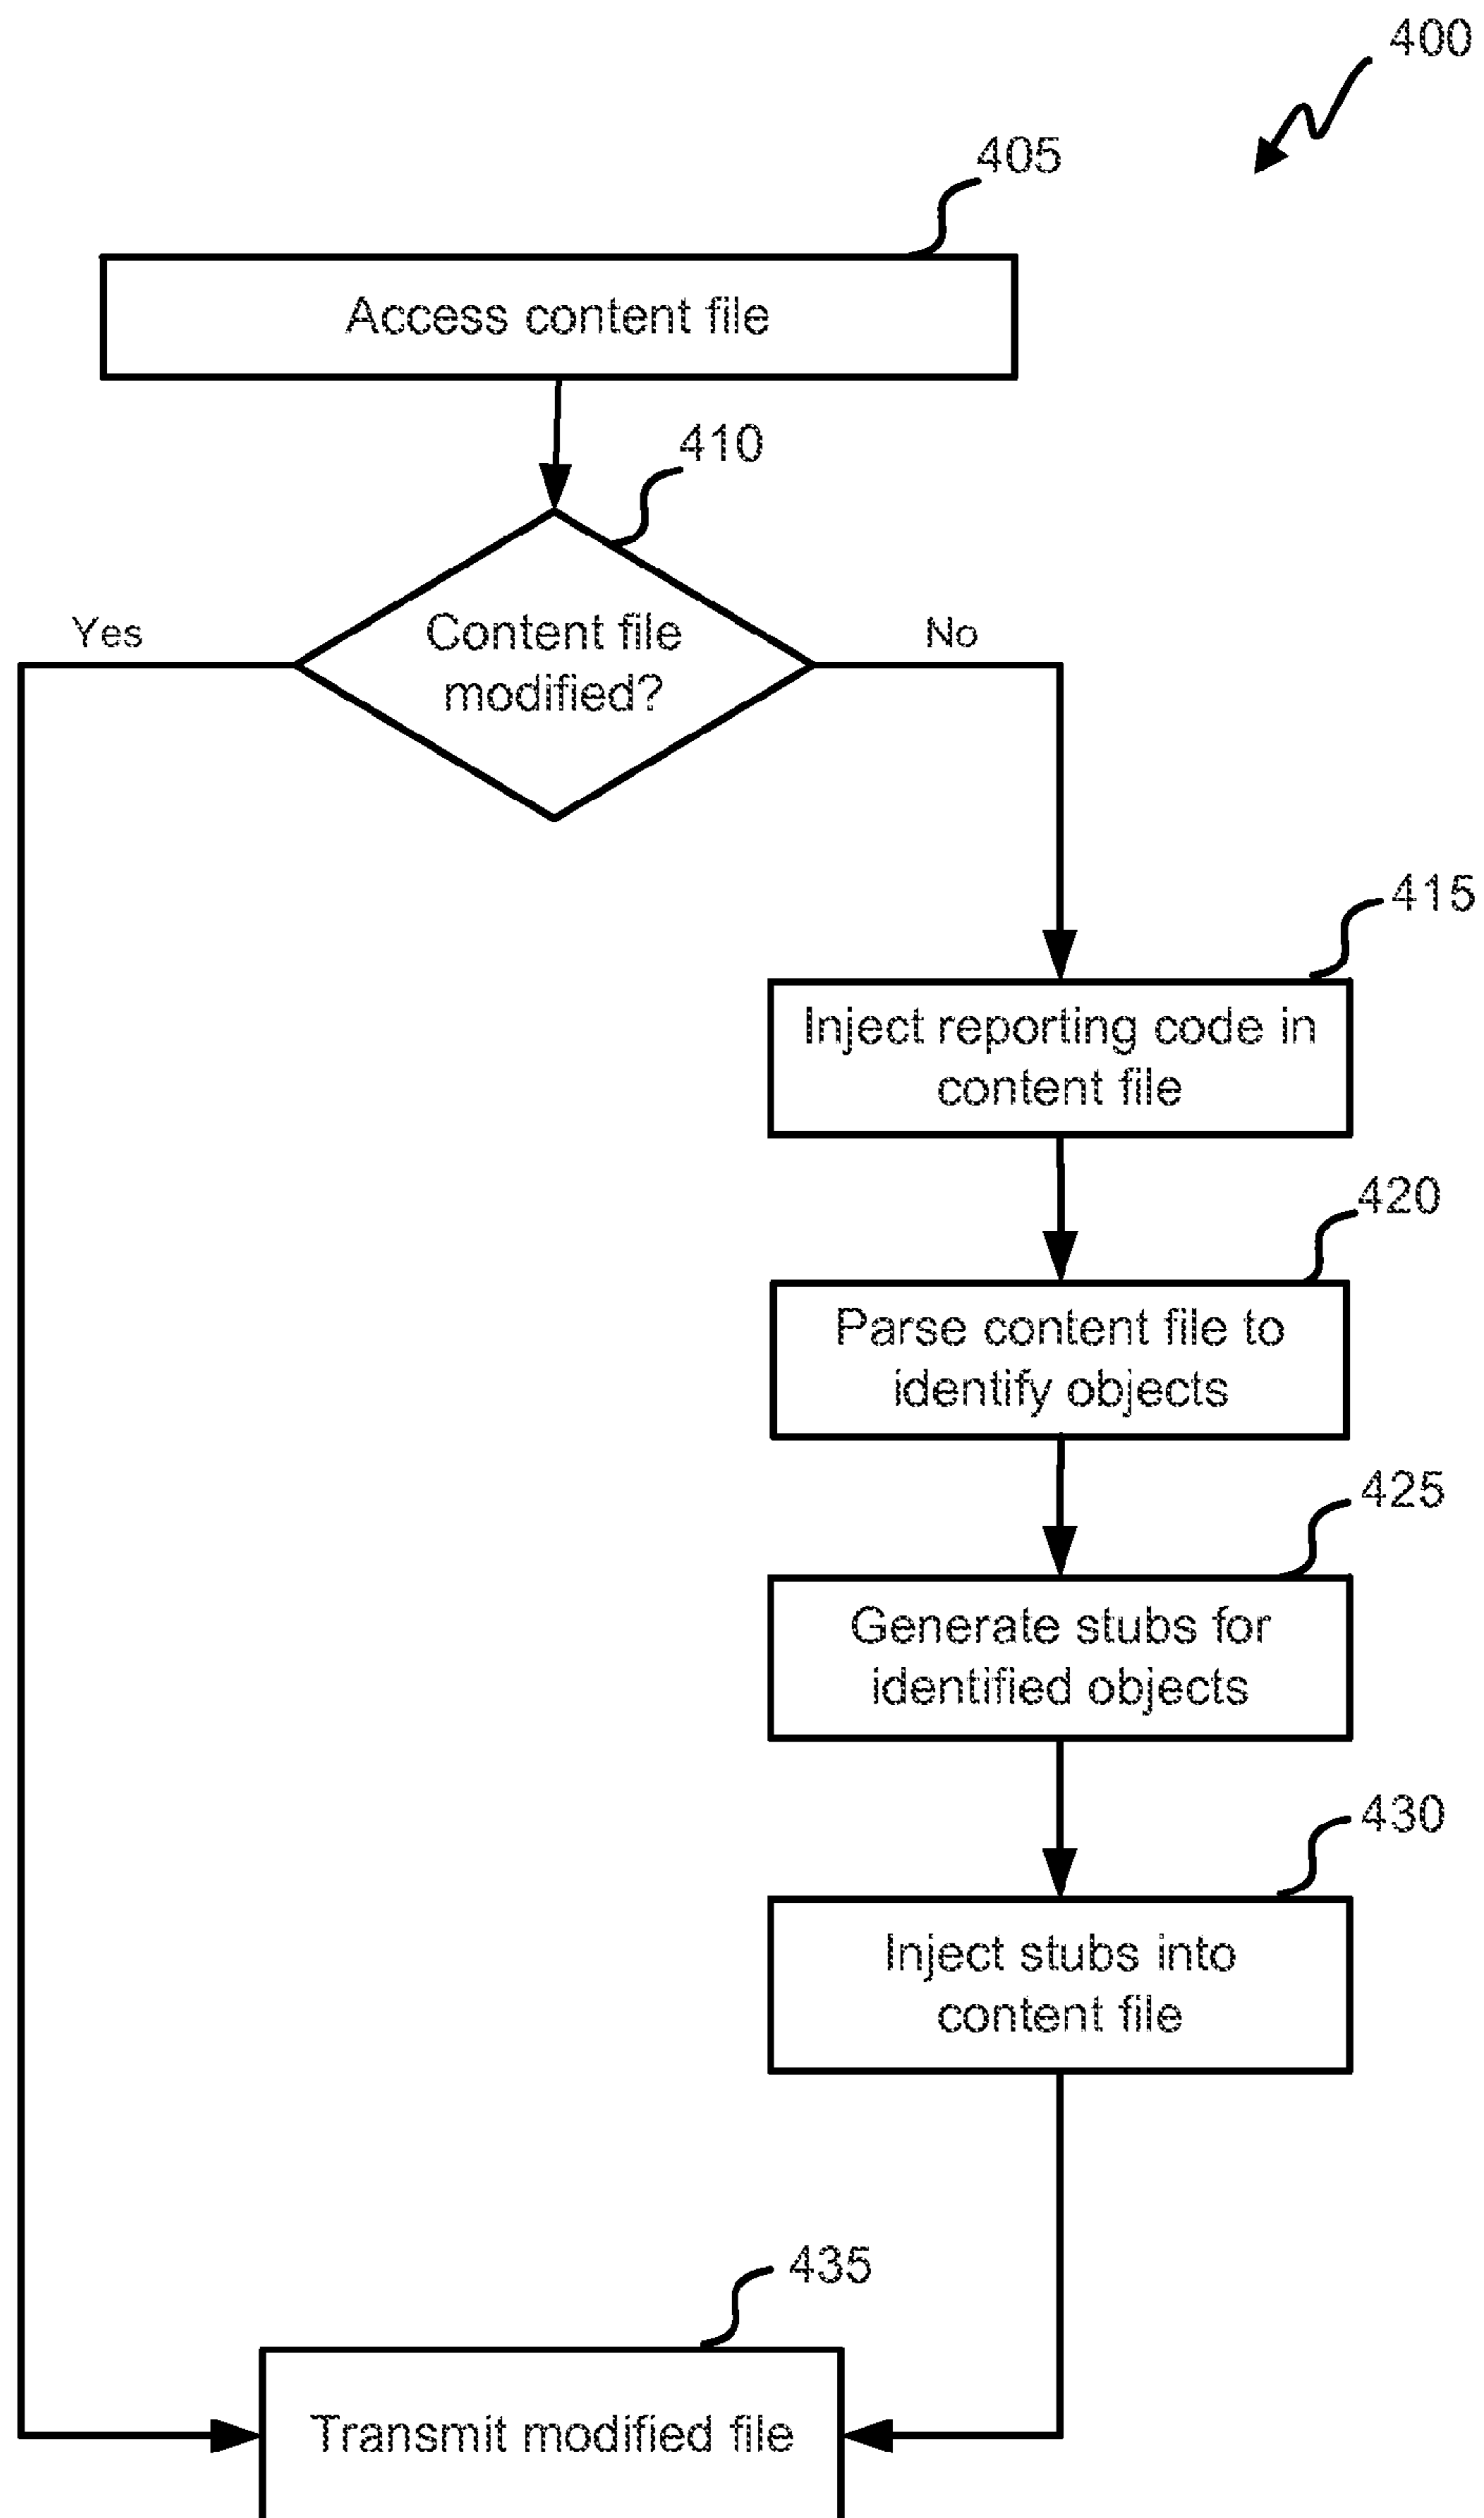 400
405
Access content file
410
Yes
Content file
modified?
No
415
Inject reporting code in
content file
420
Parse content file to
identify objects
425
Generate stubs for
identified objects
430
Inject stubs into
content file
435
Transmit modified file